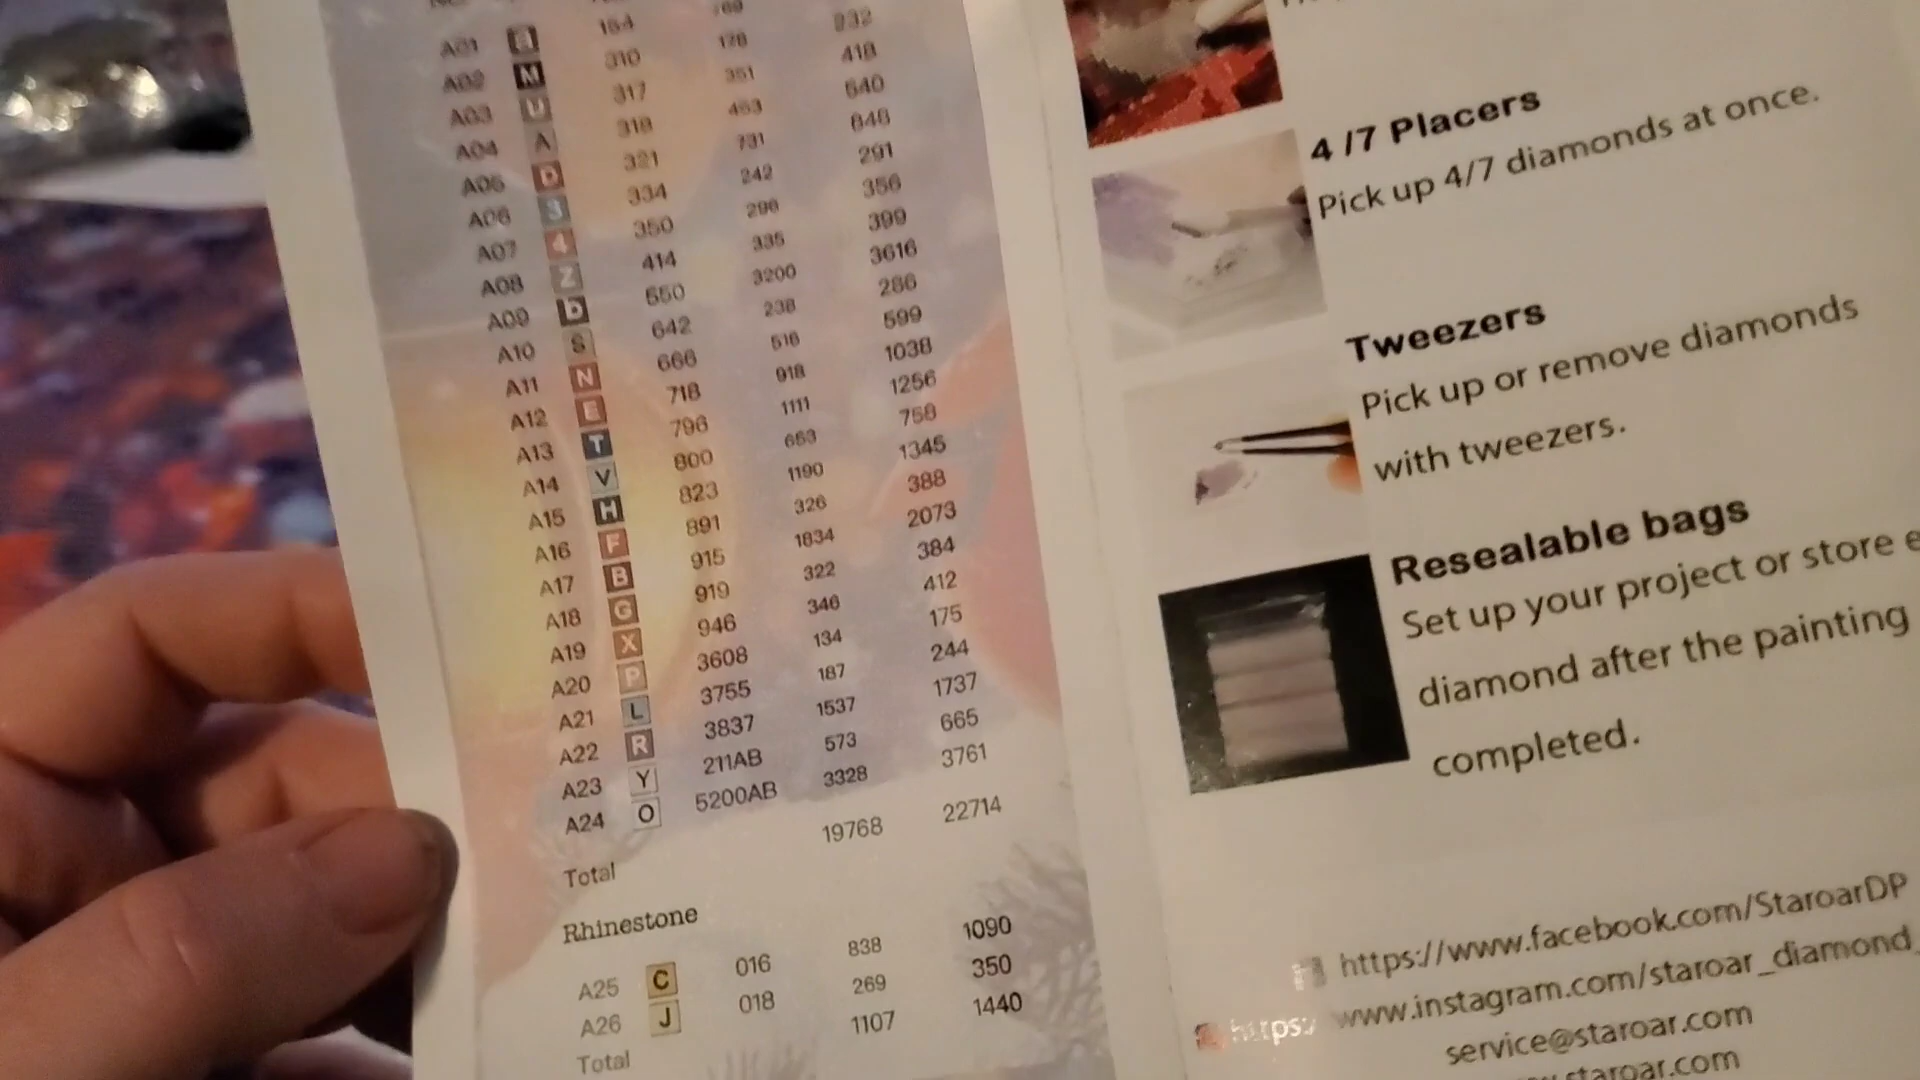 A01 154 769
A02 M 310 178 232
A03 U 317 351 418
A04 A 318 453 540
A05 D 321 731 848
A06 3 334 242 291
A07 4 350 296 356
A08 Z 414 335 399
A09 b 550 3200 3616
A10 S 642 238 286
A11 N 666 516 599
A12 E 718 918 1038
A13 T 796 1111 1256
A14 V 800 653 758
A15 H 823 1190 1345
A16 F 891 326 388
A17 B 915 1834 2073
A18 G 919 322 384
A19 X 946 346 412
A20 P 3608 134 175
A21 L 3755 187 244
A22 R 3837 1537 1737
A23 Y 211AB 573 665
A24 O 5200AB 3328 3761
Total 19768 22714
Rhinestone
A25 C 016 838 1090
A26 J 018 269 350
Total 1107 1440
4 /7 Placers
Pick up 4/7 diamonds at once.
Tweezers
Pick up or remove diamonds
with tweezers.
Resealable bags
Set up your project or store e
diamond after the painting
completed.
https://www.facebook.com/StaroarDP
https: www.instagram.com/staroar_diamond_
service@staroar.com
staroar.com